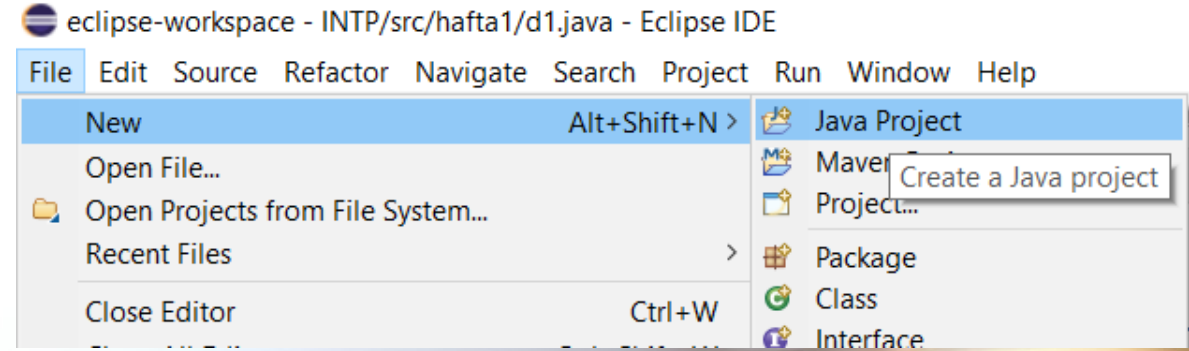 eclipse-workspace - INTP/src/hafta1/d1.java - Eclipse IDE
File Edit Source Refactor Navigate Search Project Run Window Help
New Alt+Shift+N >
Open File...
Open Projects from File System...
Recent Files >
Close Editor Ctrl+W
Java Project
Create a Java project
Project...
Package
Class
Interface